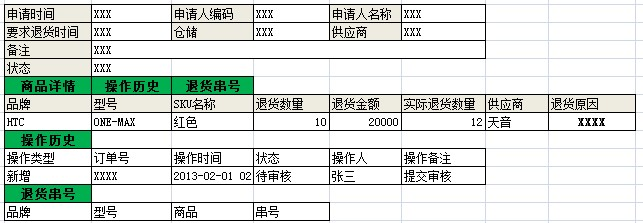 申请时间 XXX 申请人编码 XXX 申请人名称 XXX
要求退货时间 XXX 仓储 XXX 供应商 XXX
备注 XXX
状态 XXX
商品详情 操作历史 退货串号
品牌 型号 SKU名称 退货数量 退货金额 实际退货数量 供应商 退货原因
HTC ONE-MAX 红色 10 20000 12 天音 XXXX
操作历史
操作类型 订单号 操作时间 状态 操作人 操作备注
新增 XXXX 2013-02-01 02 待审核 张三 提交审核
退货串号
品牌 型号 商品 串号